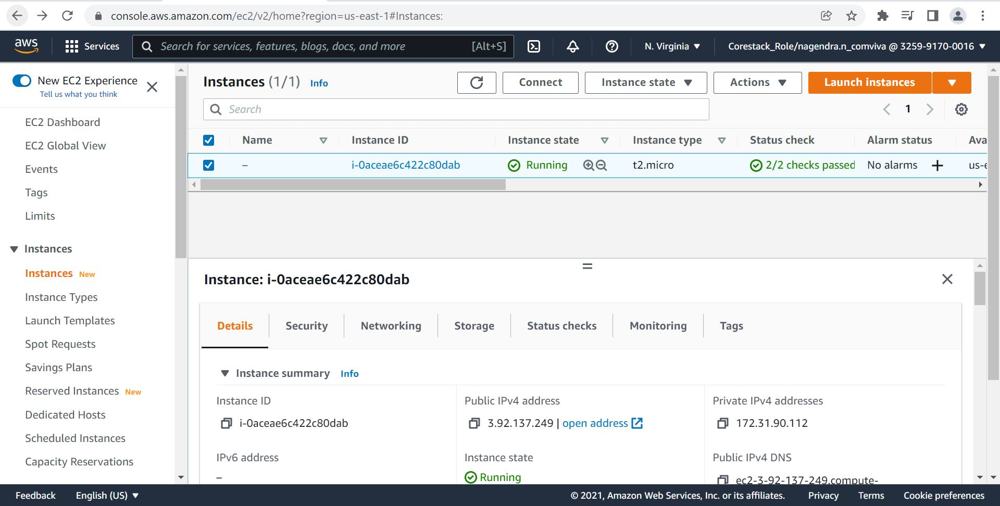 console.aws.amazon.com/ec2/v2/home?region=us-east-1#Instances:
aws
Services
Search for services, features, blogs, docs, and more
[Alt+S]
N. Virginia ▼
Corestack_Role/nagendra.n_comviva @ 3259-9170-0016 ▼
New EC2 Experience
Tell us what you think
EC2 Dashboard
EC2 Global View
Events
Tags
Limits
Instances
Instances New
Instance Types
Launch Templates
Spot Requests
Savings Plans
Reserved Instances New
Dedicated Hosts
Scheduled Instances
Capacity Reservations
Instances (1/1) Info
Connect
Instance state ▼
Actions ▼
Launch instances
Search
1
Name
Instance ID
Instance state
Instance type
Status check
Alarm status
Ava
–
i-0aceae6c422c80dab
Running
t2.micro
2/2 checks passed
No alarms +
us-e
Instance: i-0aceae6c422c80dab
Details
Security
Networking
Storage
Status checks
Monitoring
Tags
Instance summary Info
Instance ID
i-0aceae6c422c80dab
Public IPv4 address
3.92.137.249 | open address
Private IPv4 addresses
172.31.90.112
IPv6 address
–
Instance state
Running
Public IPv4 DNS
ec2-3-92-137-249.compute-
Feedback
English (US) ▼
© 2021, Amazon Web Services, Inc. or its affiliates.
Privacy
Terms
Cookie preferences